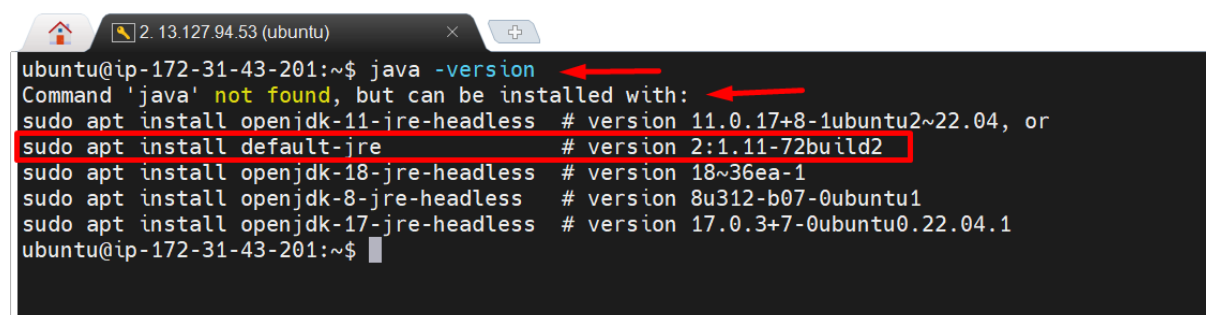 2. 13.127.94.53 (ubuntu)
ubuntu@ip-172-31-43-201:~$ java -version
Command 'java' not found, but can be installed with:
sudo apt install openjdk-11-jre-headless  # version 11.0.17+8-1ubuntu2~22.04, or
sudo apt install default-jre              # version 2:1.11-72build2
sudo apt install openjdk-18-jre-headless  # version 18~36ea-1
sudo apt install openjdk-8-jre-headless   # version 8u312-b07-0ubuntu1
sudo apt install openjdk-17-jre-headless  # version 17.0.3+7-0ubuntu0.22.04.1
ubuntu@ip-172-31-43-201:~$